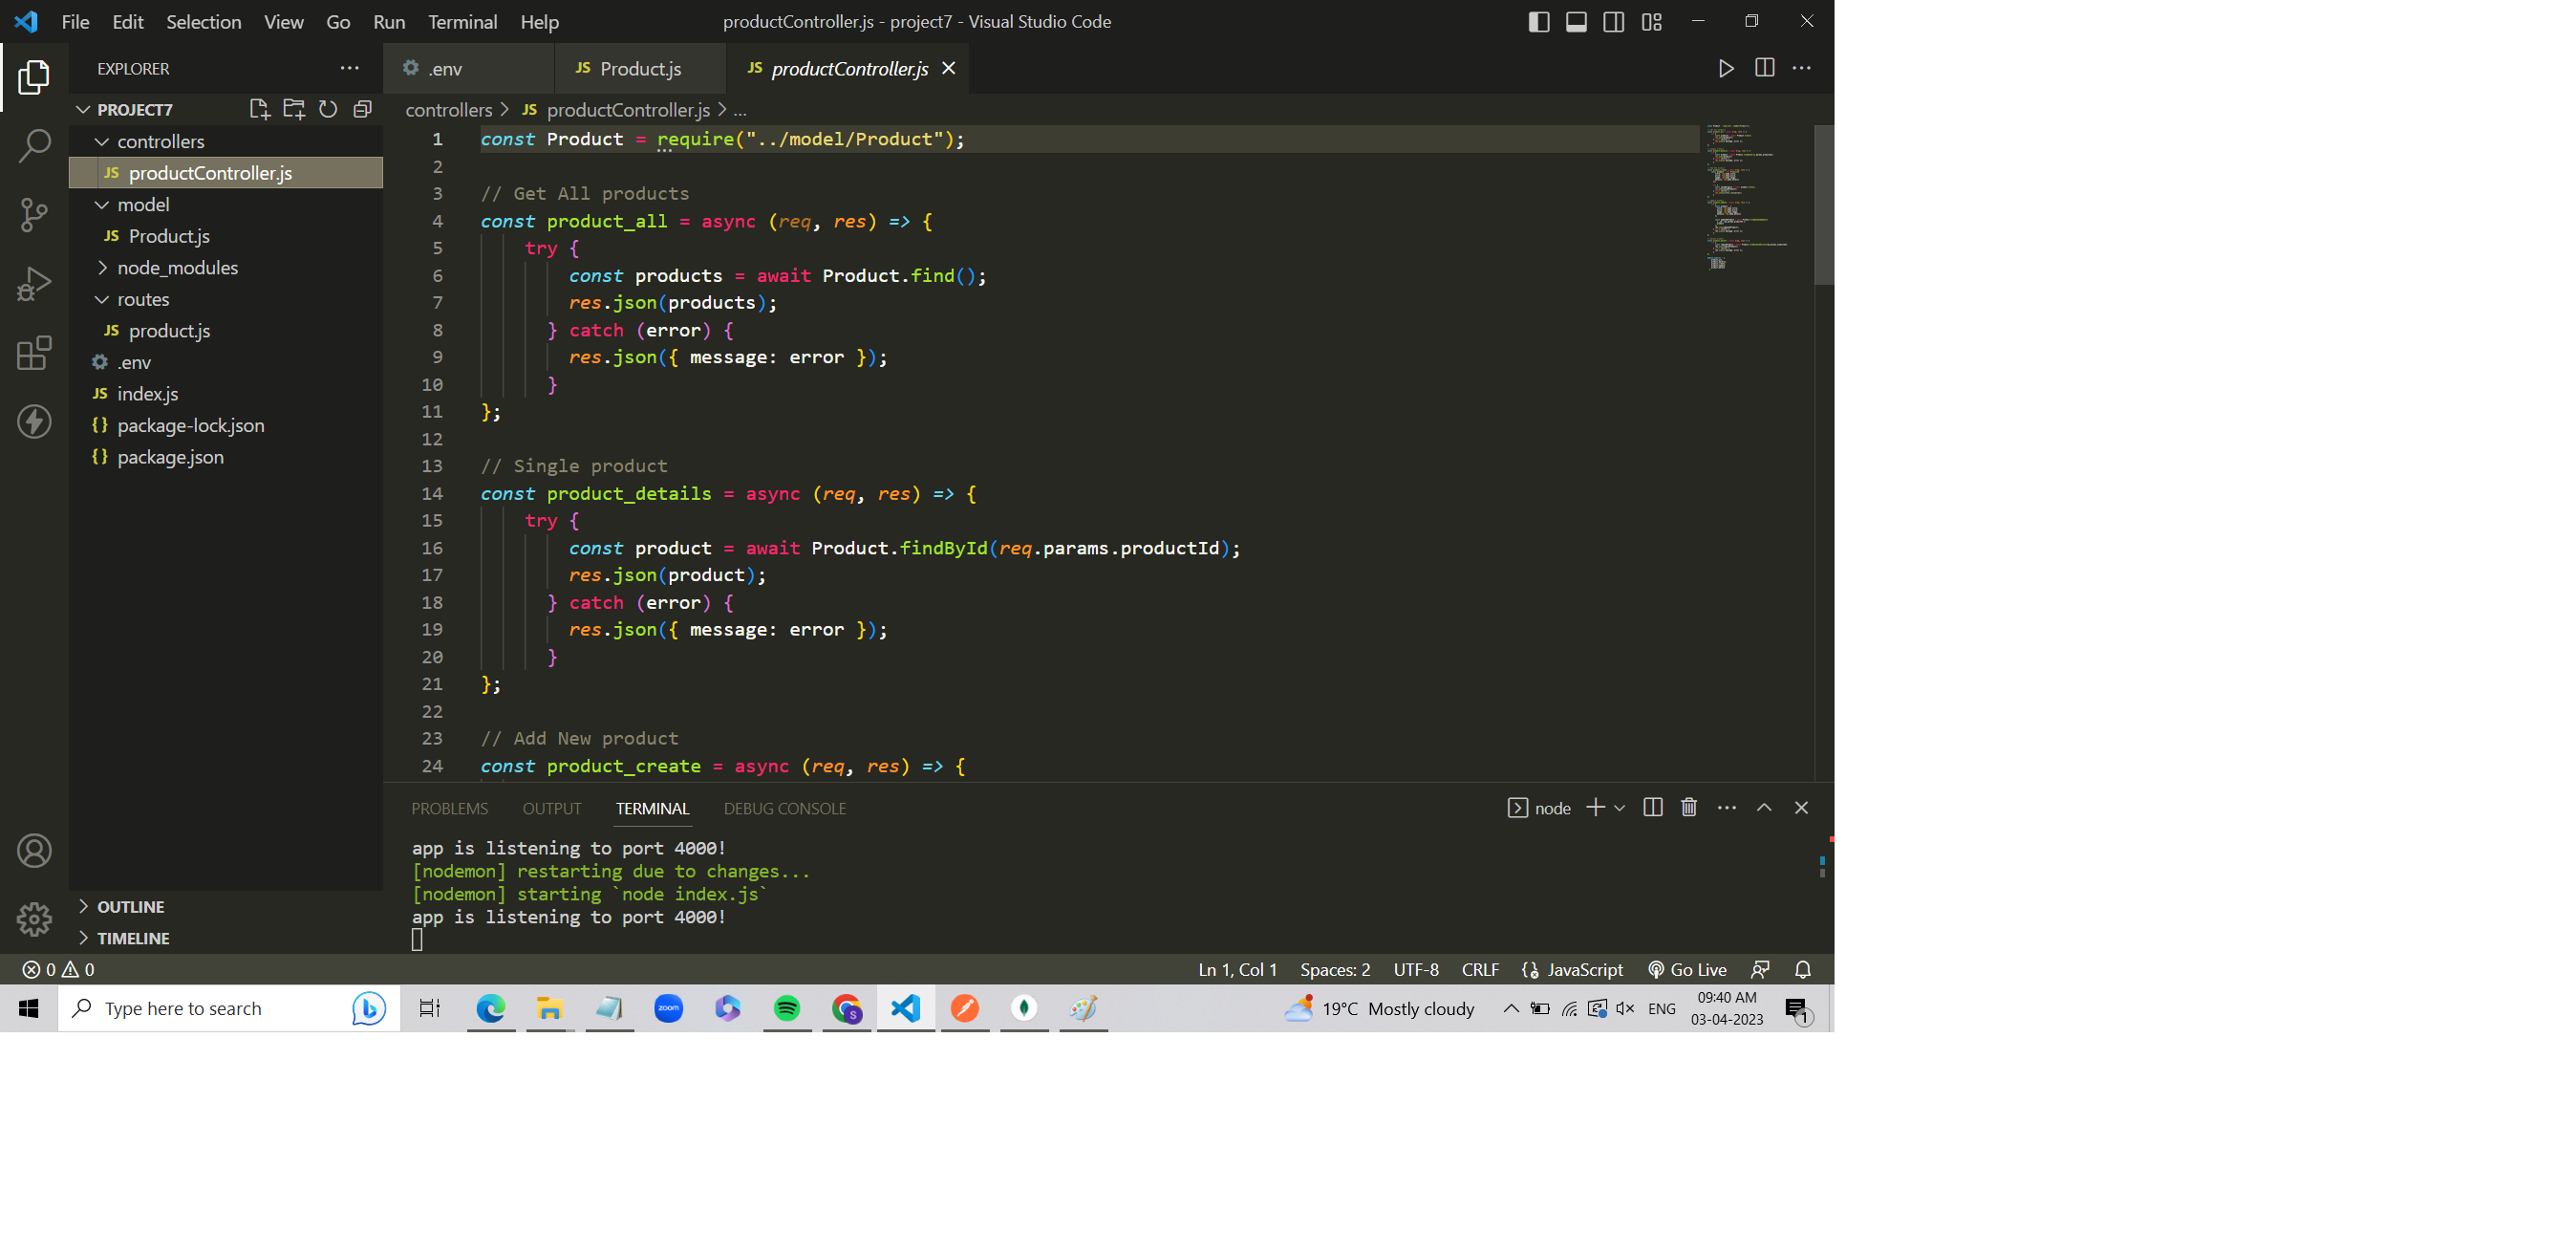 File Edit Selection View Go Run Terminal Help
productController.js - project7 - Visual Studio Code
EXPLORER
PROJECT7
controllers
JS productController.js
model
JS Product.js
node_modules
routes
JS product.js
.env
JS index.js
{} package-lock.json
{} package.json
OUTLINE
TIMELINE
.env
JS Product.js
JS productController.js
controllers > JS productController.js > ...
1 const Product = require("../model/Product");
2
3 // Get All products
4 const product_all = async (req, res) => {
5 try {
6 const products = await Product.find();
7 res.json(products);
8 } catch (error) {
9 res.json({ message: error });
10 }
11 };
12
13 // Single product
14 const product_details = async (req, res) => {
15 try {
16 const product = await Product.findById(req.params.productId);
17 res.json(product);
18 } catch (error) {
19 res.json({ message: error });
20 }
21 };
22
23 // Add New product
24 const product_create = async (req, res) => {
PROBLEMS OUTPUT TERMINAL DEBUG CONSOLE
node
app is listening to port 4000!
[nodemon] restarting due to changes...
[nodemon] starting `node index.js`
app is listening to port 4000!
0 0
Ln 1, Col 1 Spaces: 2 UTF-8 CRLF {} JavaScript Go Live
Type here to search
zoom
S
19°C Mostly cloudy
ENG
09:40 AM
03-04-2023
1